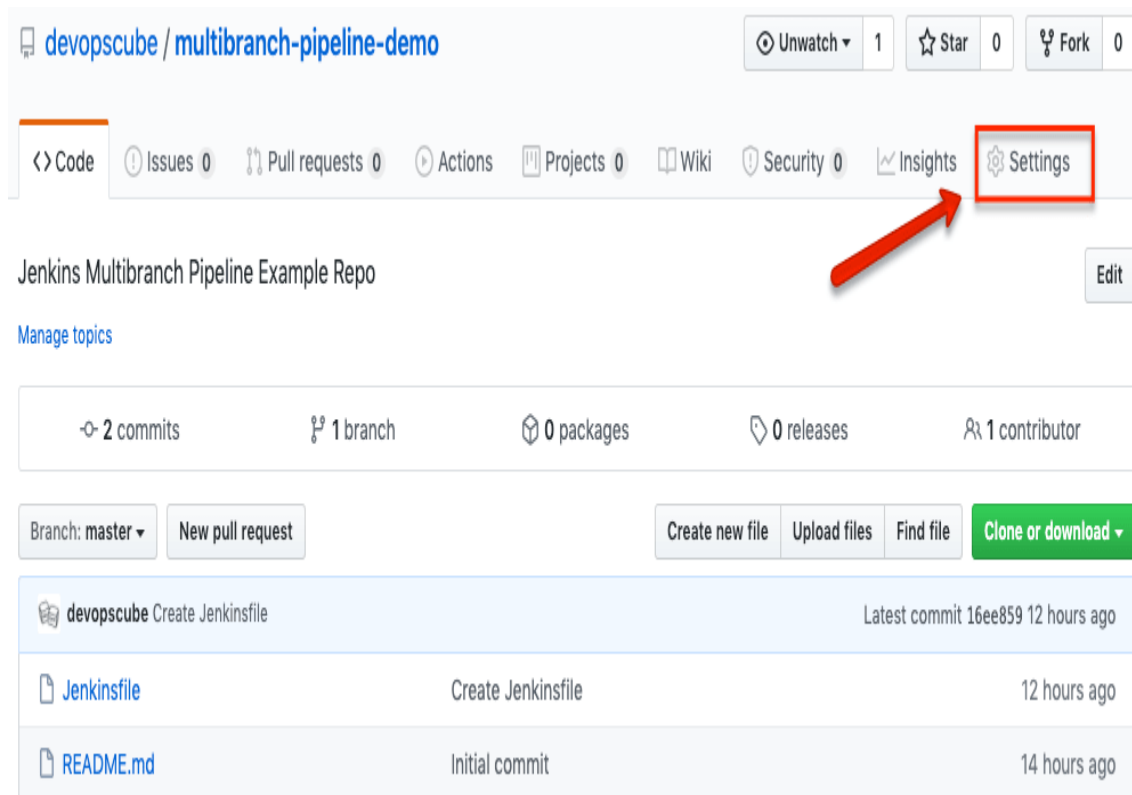 devopscube / multibranch-pipeline-demo Unwatch 1 Star 0 Fork 0
Code Issues 0 Pull requests 0 Actions Projects 0 Wiki Security 0 Insights Settings
Jenkins Multibranch Pipeline Example Repo Edit
Manage topics
2 commits 1 branch 0 packages 0 releases 1 contributor
Branch: master New pull request Create new file Upload files Find file Clone or download
devopscube Create Jenkinsfile Latest commit 16ee859 12 hours ago
Jenkinsfile Create Jenkinsfile 12 hours ago
README.md Initial commit 14 hours ago